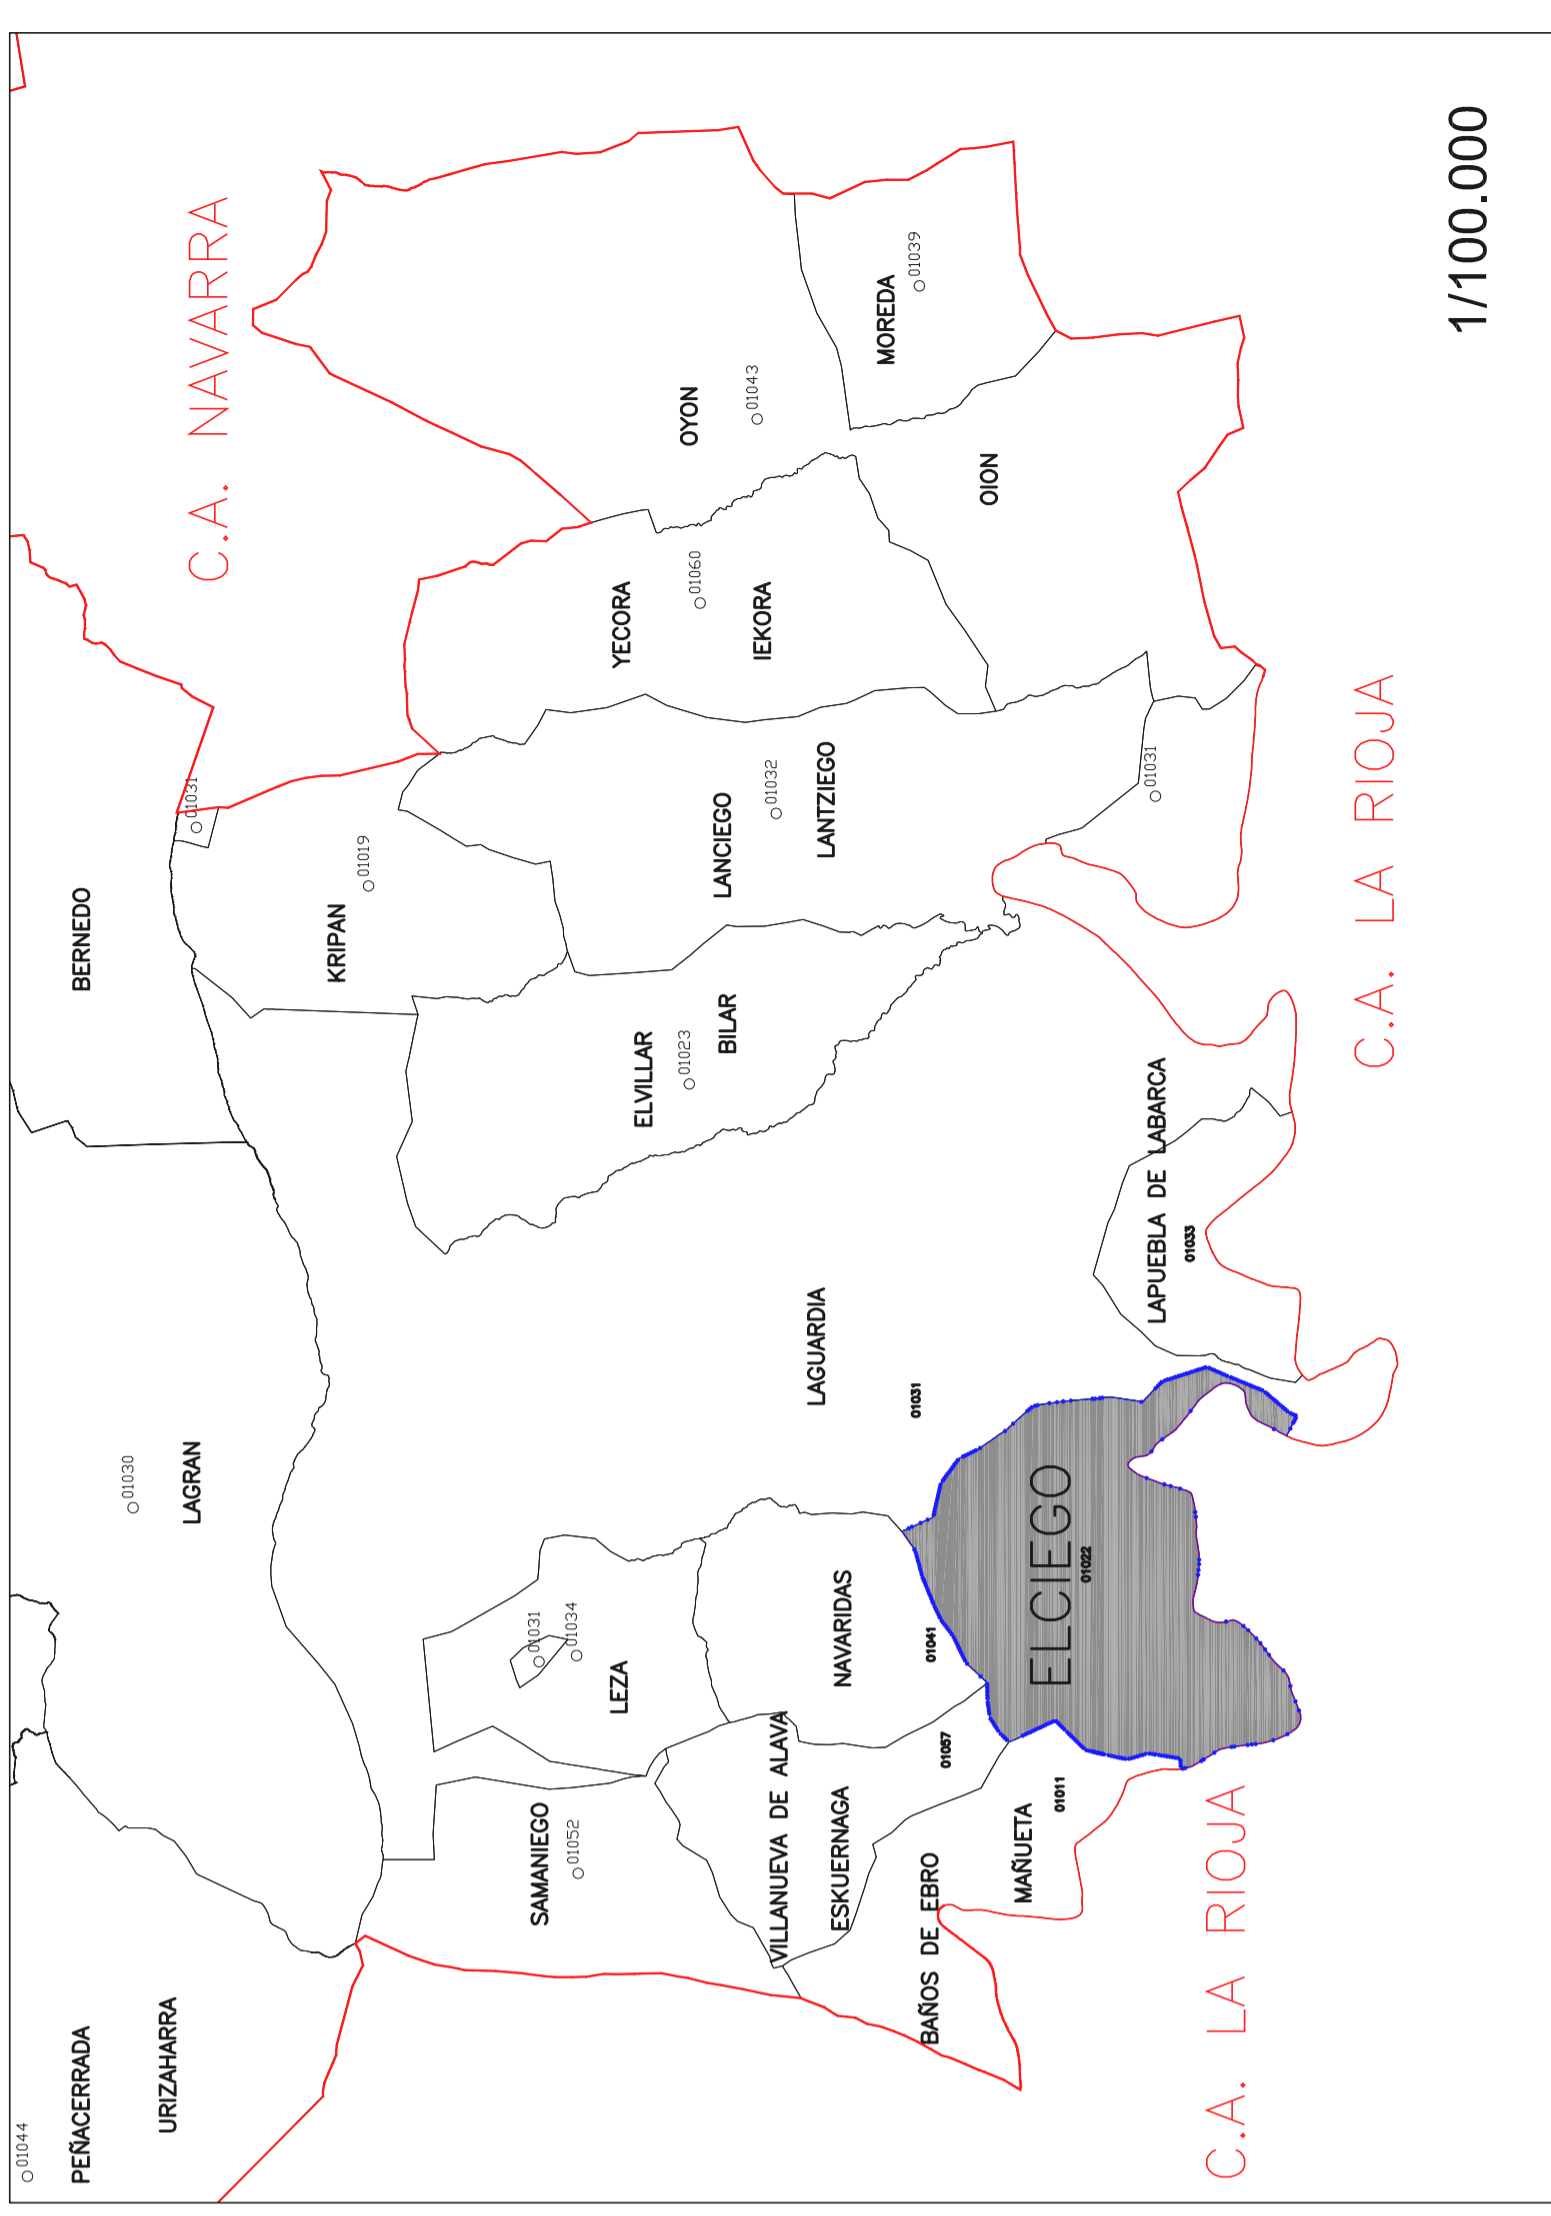 01044
PEÑACERRADA
URIZAHARRA
01030
LAGRAN
BERNEDO
C.A. NAVARRA
01031
KRIPAN
01019
SAMANIEGO
01052
01031
01034
LEZA
ELVILLAR
01023
BILAR
LANCIEGO
01032
LANTZIEGO
YECORA
01060
IEKORA
OYON
01043
OION
MOREDA
01039
VILLANUEVA DE ALAVA
ESKUERNAGA
01057
NAVARIDAS
01041
LAGUARDIA
01031
BAÑOS DE EBRO
MAÑUETA
01011
ELCIEGO
01022
LAPUEBLA DE LABARCA
01033
01031
C.A. LA RIOJA
C.A. LA RIOJA
1/100.000